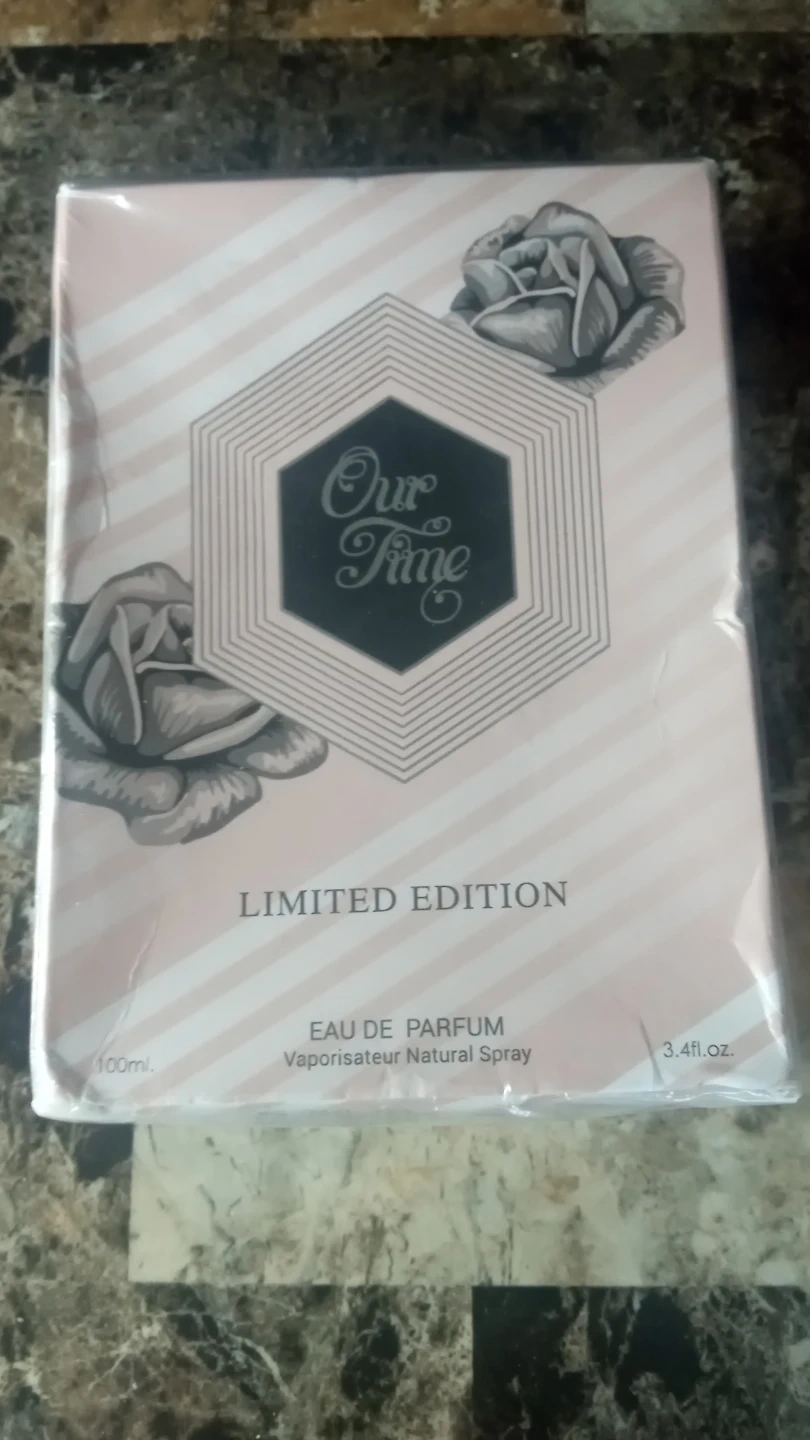 Our
Time
LIMITED EDITION
EAU DE PARFUM
Vaporisateur Natural Spray
100ml.
3.4fl.oz.